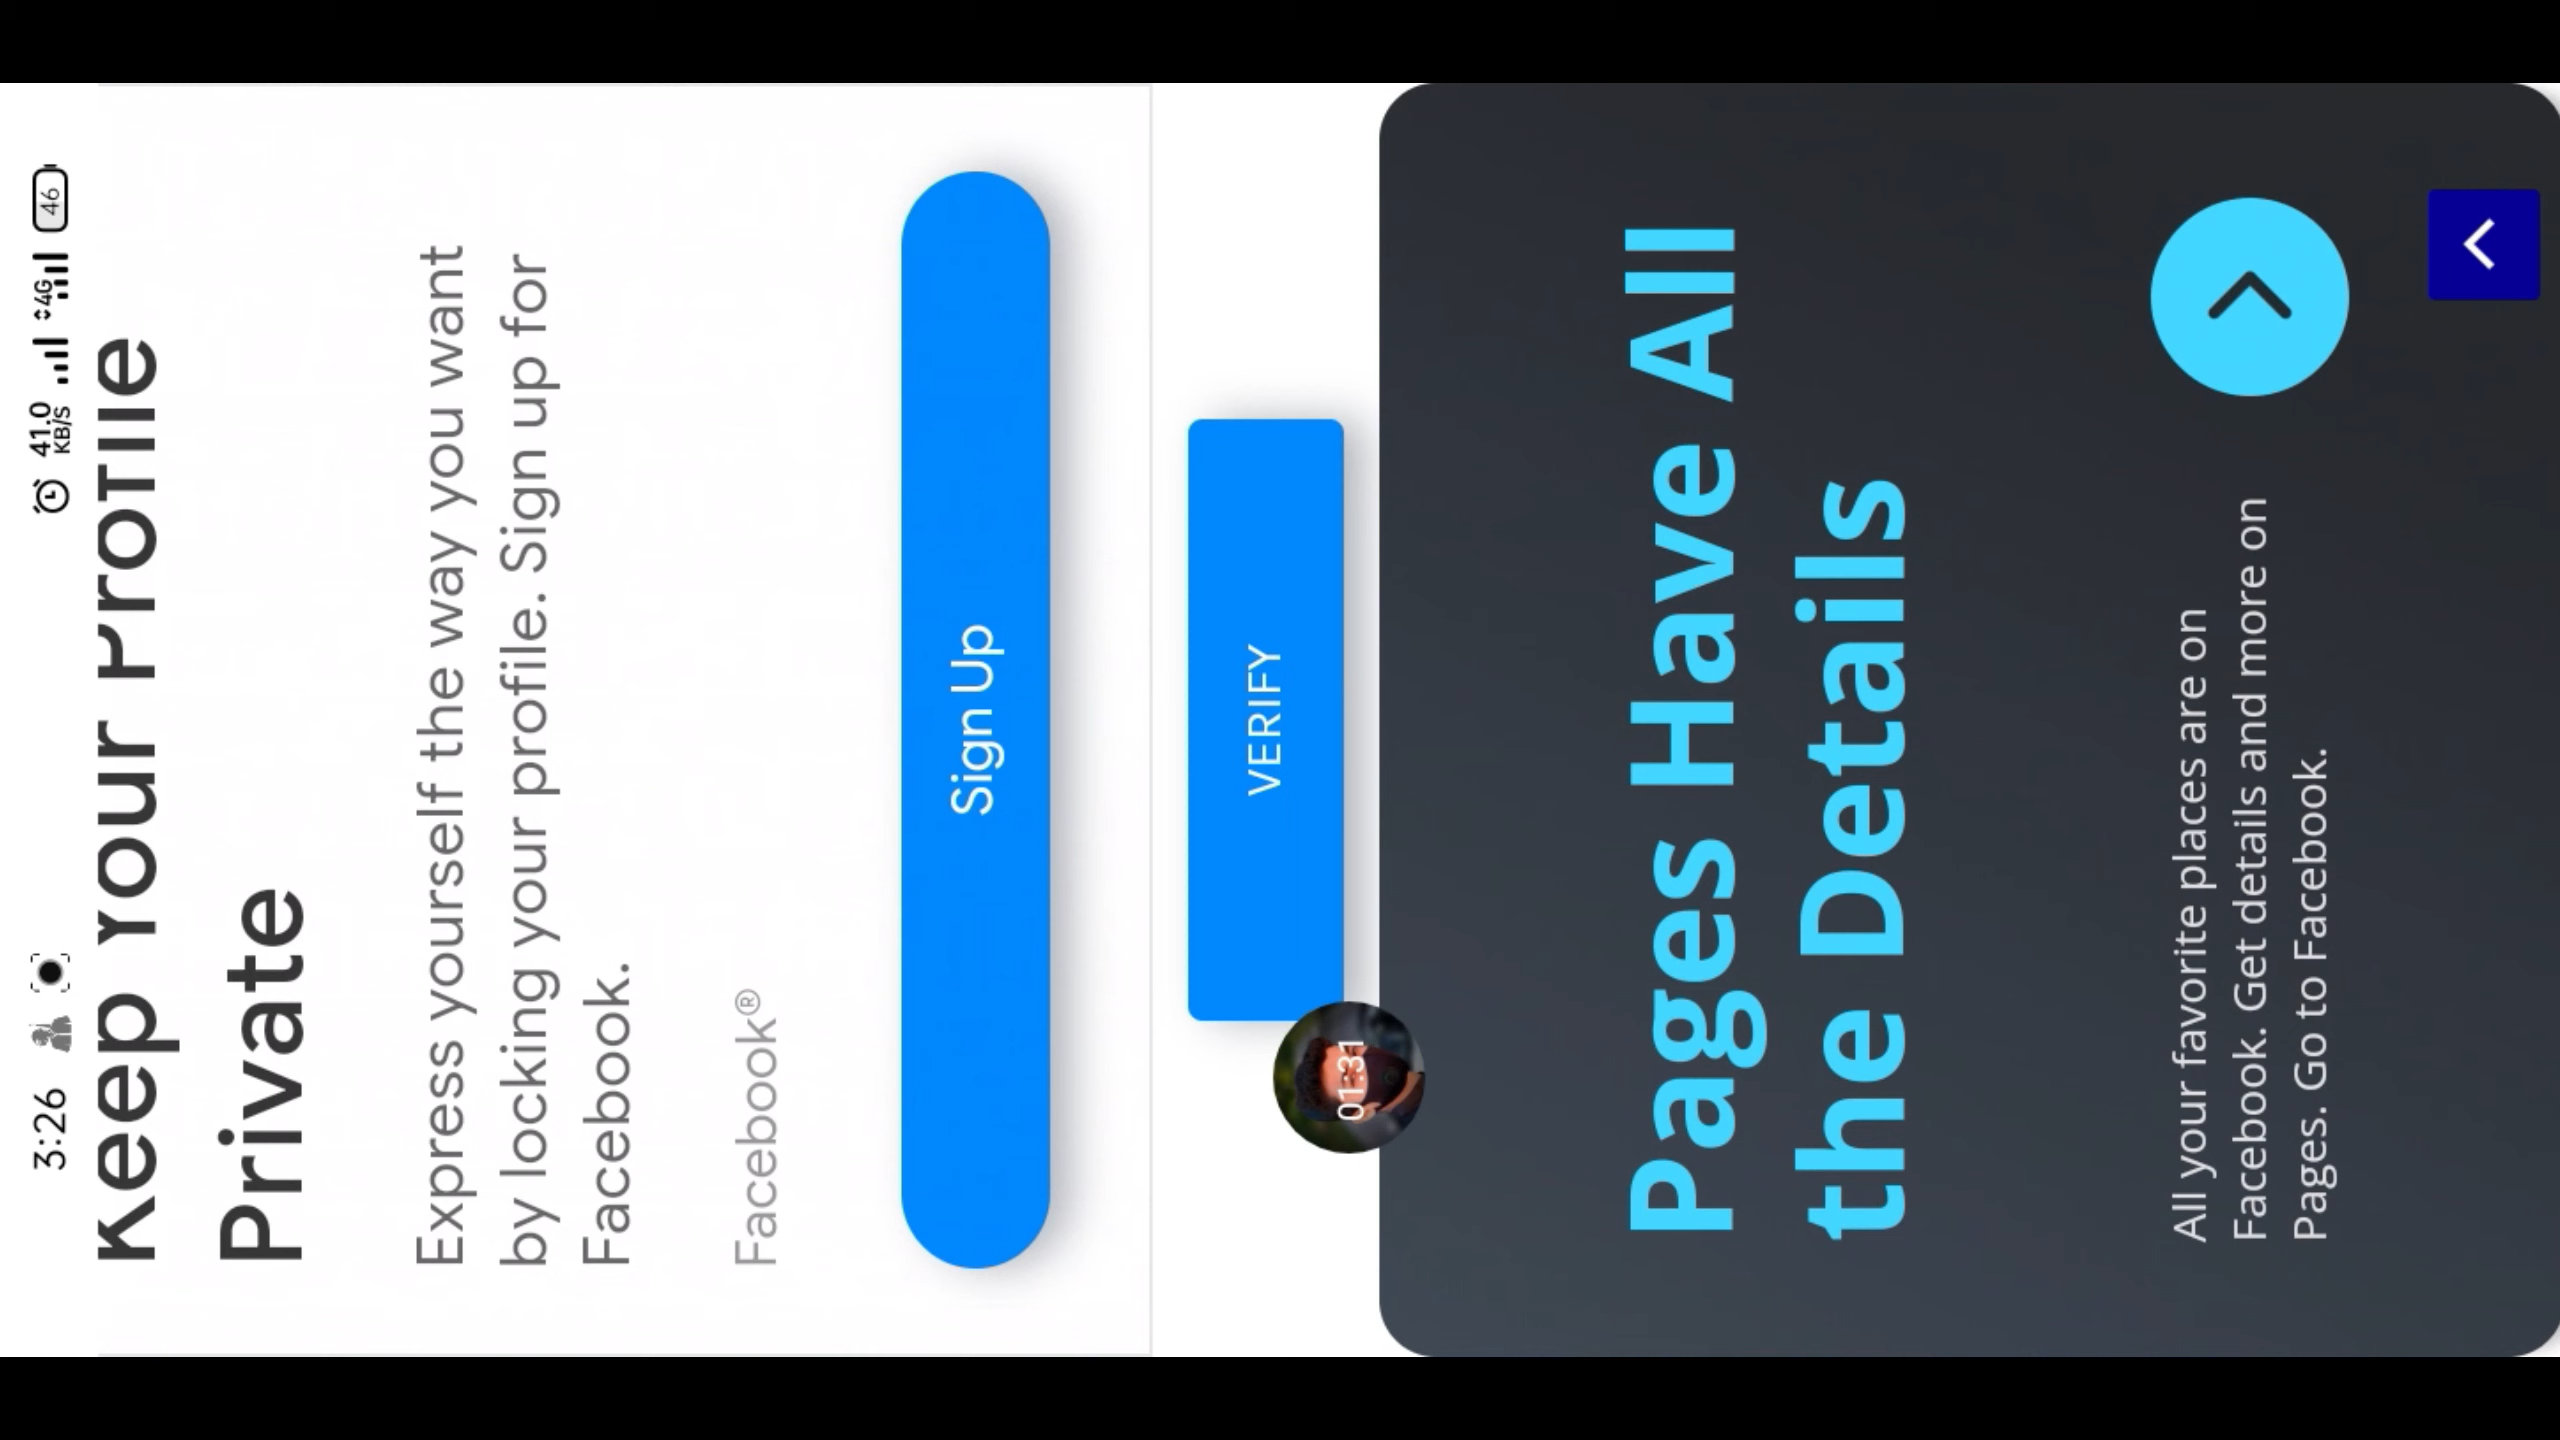 3:26
41.0
KB/s
4G
46
Keep Your Profile
Private
Express yourself the way you want
by locking your profile. Sign up for
Facebook.
Facebook®
Sign Up
VERIFY
01:31
Pages Have All
the Details
All your favorite places are on
Facebook. Get details and more on
Pages. Go to Facebook.